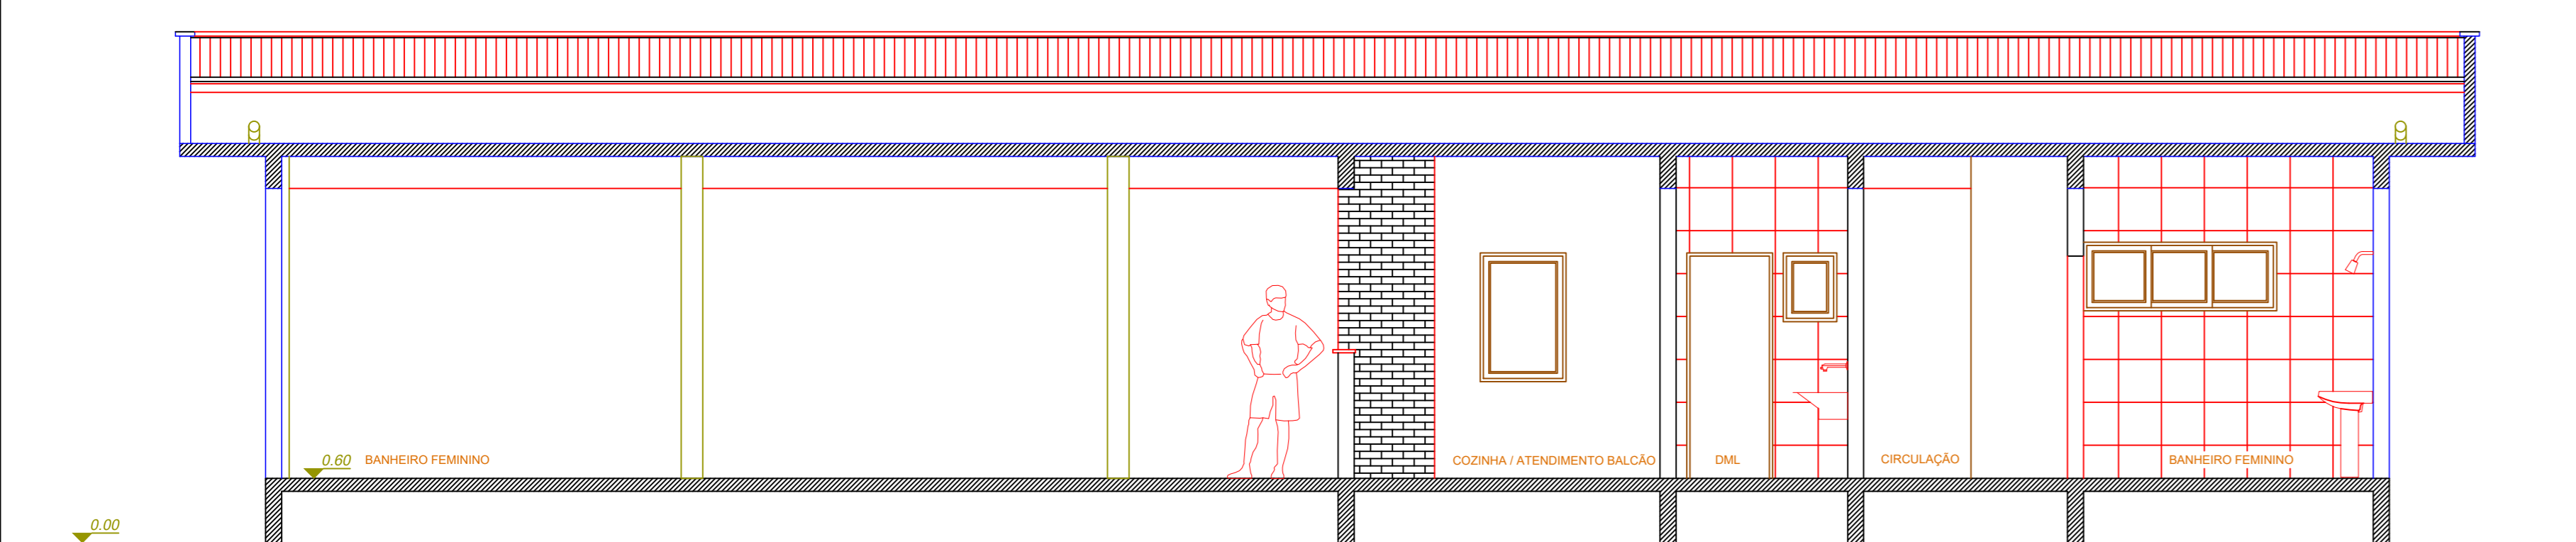 0.60 BANHEIRO FEMININO
COZINHA / ATENDIMENTO BALCÃO
DML
CIRCULAÇÃO
BANHEIRO FEMININO
0.00